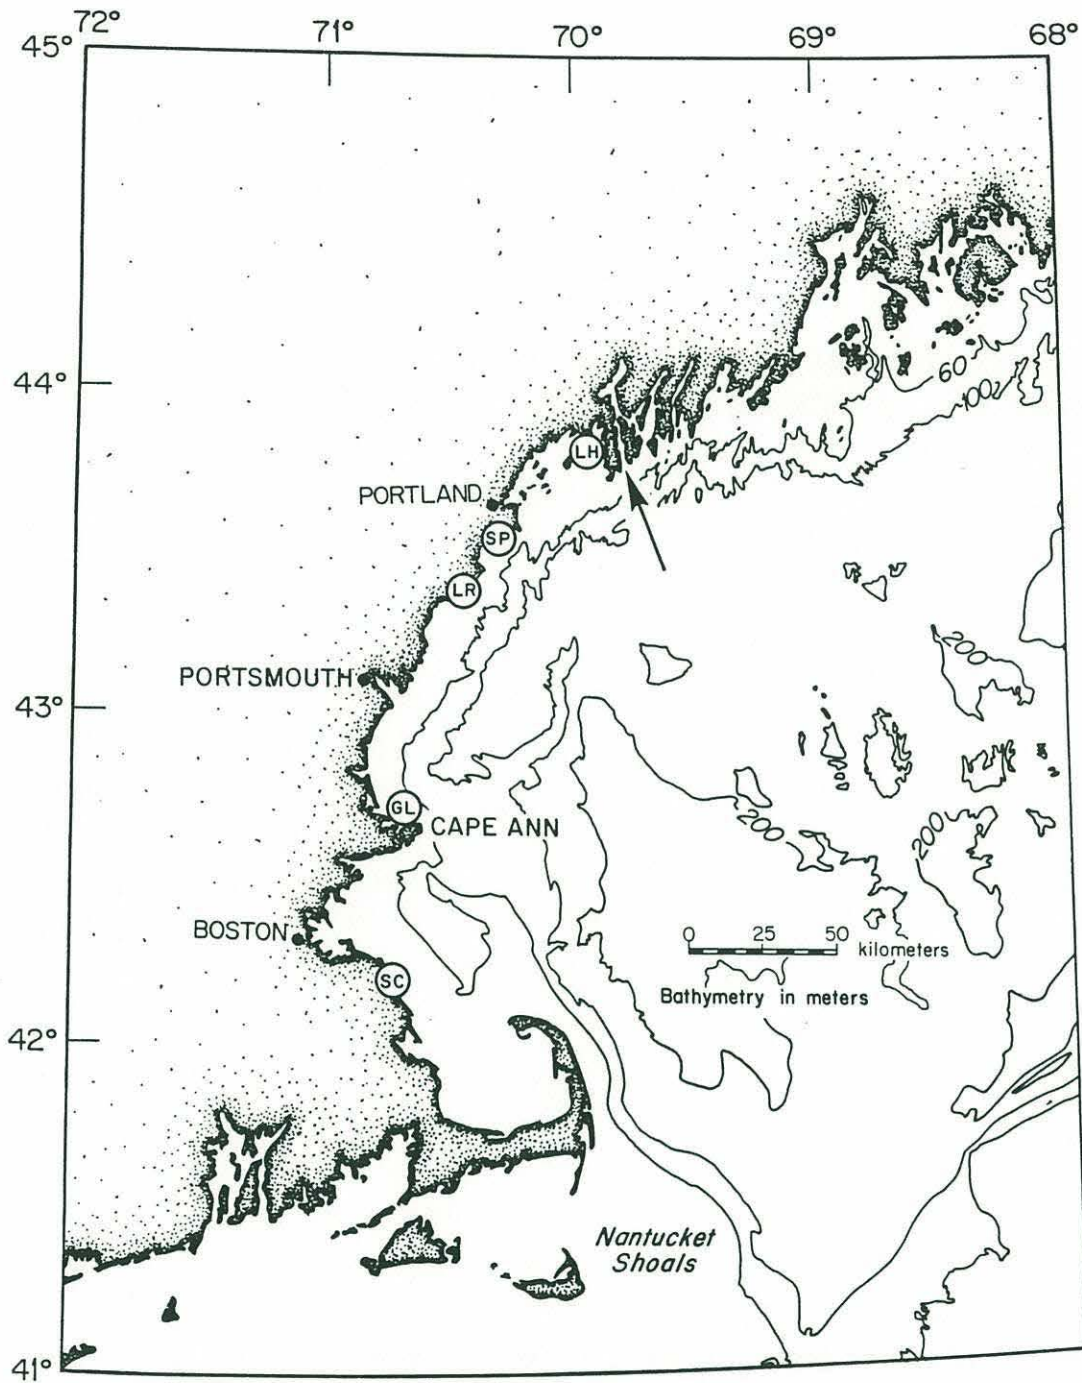 72°
71°
70°
69°
68°
45°
44°
60
100
LH
PORTLAND
SP
LR
PORTSMOUTH
200
43°
GL
CAPE ANN
200
200
BOSTON
0 25 50 kilometers
SC
Bathymetry in meters
42°
Nantucket
Shoals
41°